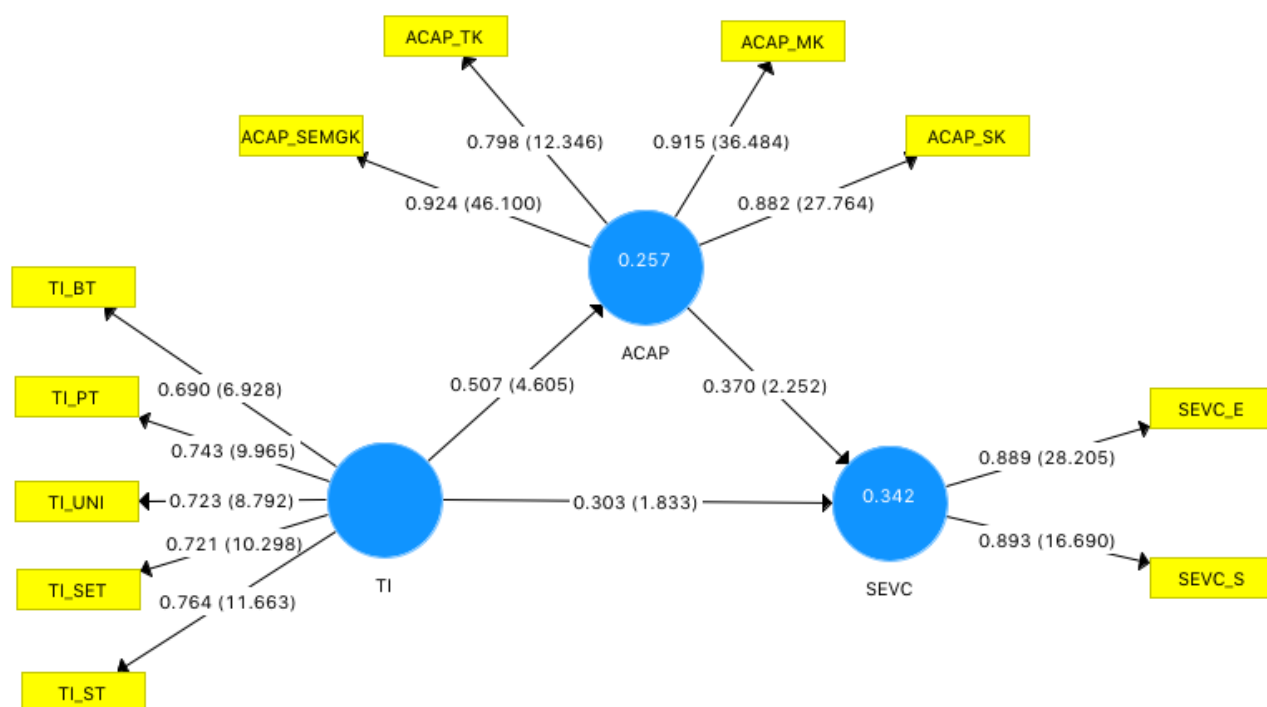 ACAP_TK
ACAP_MK
ACAP_SEMGK
ACAP_SK
0.798 (12.346)
0.915 (36.484)
0.924 (46.100)
0.882 (27.764)
0.257
TI_BT
ACAP
0.690 (6.928)
0.507 (4.605)
0.370 (2.252)
TI_PT
SEVC_E
0.743 (9.965)
0.889 (28.205)
TI_UNI
0.723 (8.792)
0.303 (1.833)
0.342
0.721 (10.298)
0.893 (16.690)
TI_SET
TI
SEVC
SEVC_S
0.764 (11.663)
TI_ST